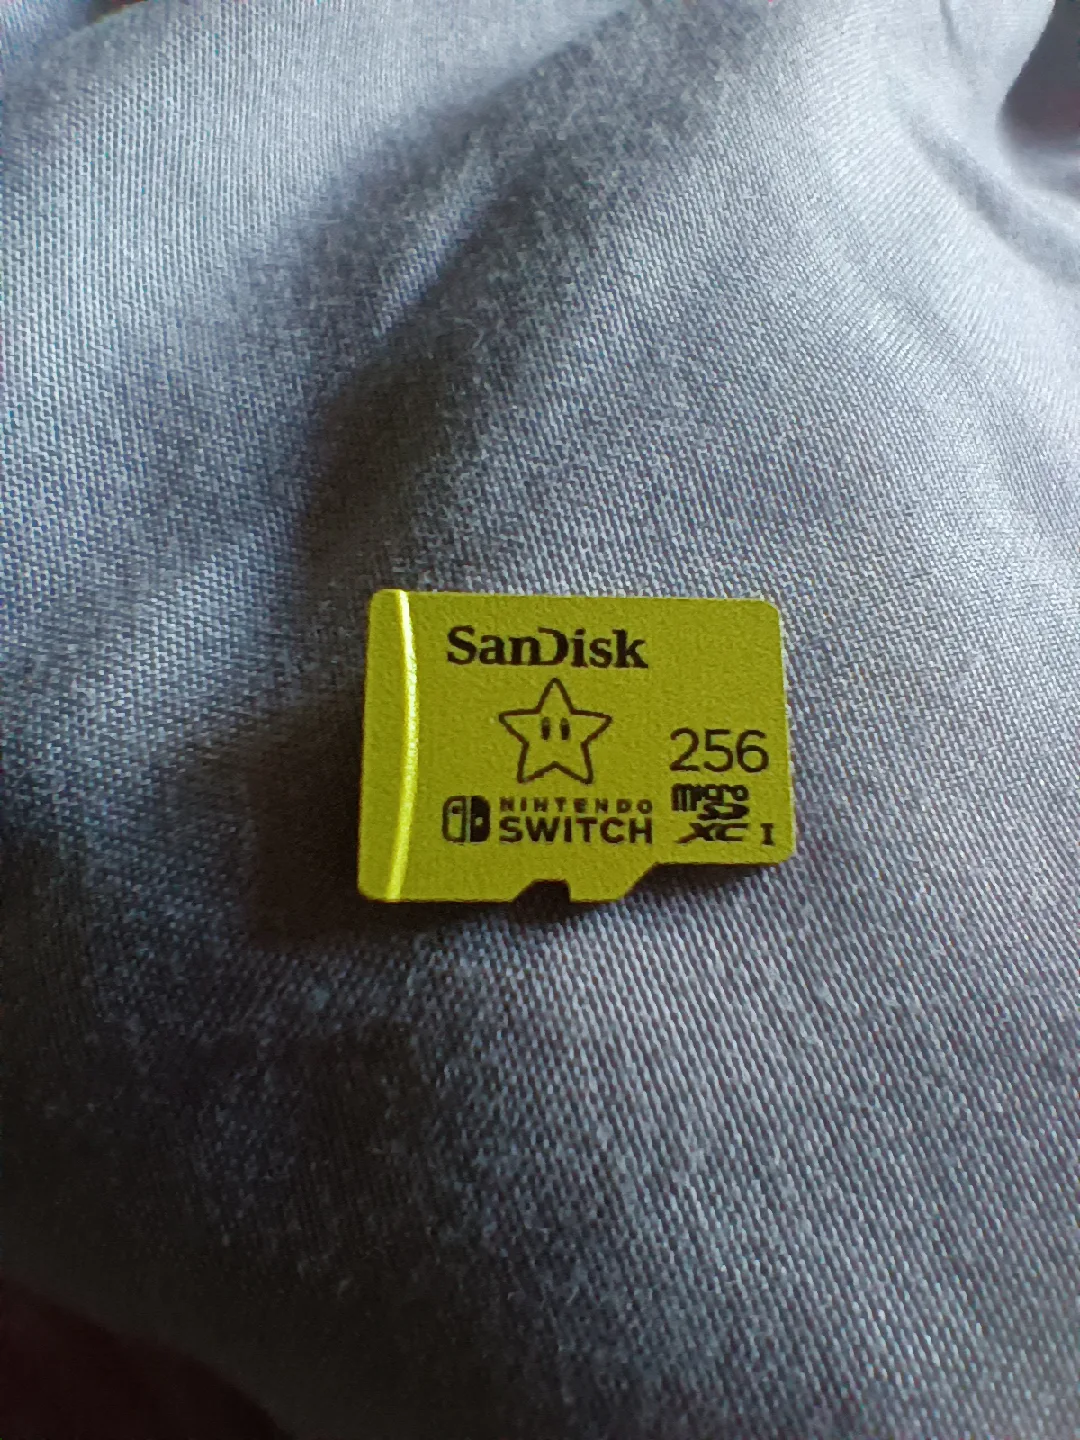 SanDisk
256
NINTENDO
SWITCH
micro
SD
XC I